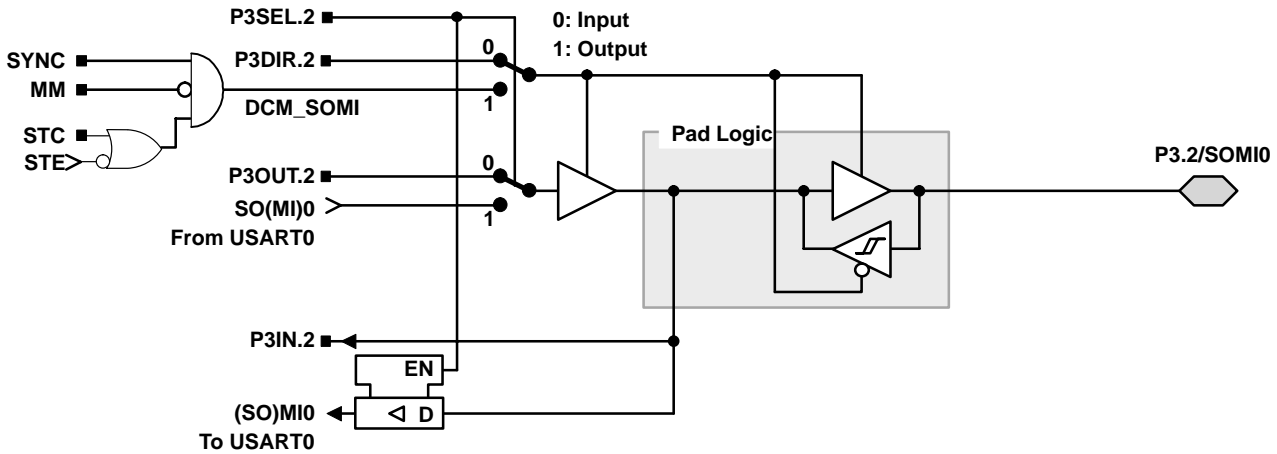 P3SEL.2
0: Input
1: Output
SYNC
P3DIR.2
0
MM
1
DCM_SOMI
STC
STE
Pad Logic
P3.2/SOMI0
P3OUT.2
0
SO(MI)0
1
From USART0
P3IN.2
EN
(SO)MI0
D
To USART0